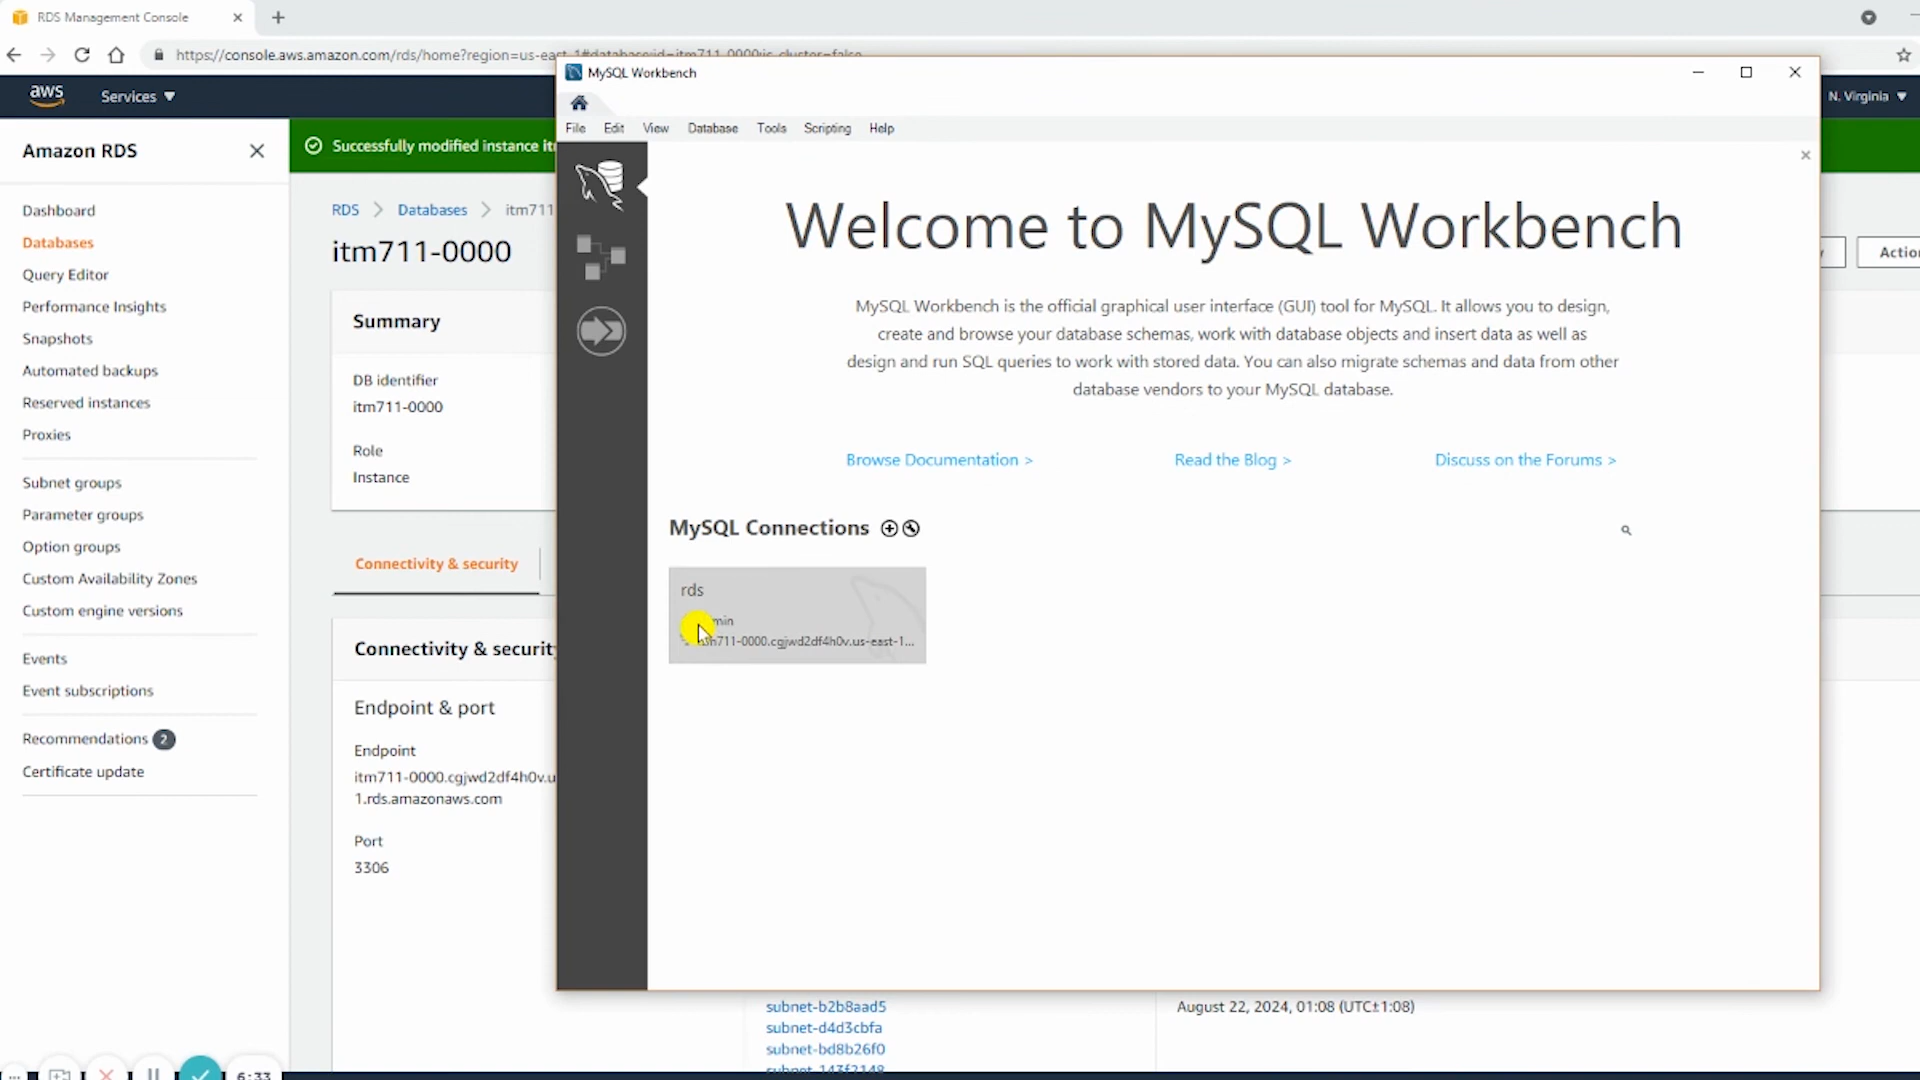 RDS Management Console
https://console.aws.amazon.com/rds/home?region=us-east
aws
Services
N. Virginia
Amazon RDS
Dashboard
Databases
Query Editor
Performance Insights
Snapshots
Automated backups
Reserved instances
Proxies
Subnet groups
Parameter groups
Option groups
Custom Availability Zones
Custom engine versions
Events
Event subscriptions
Recommendations 2
Certificate update
Successfully modified instance
RDS Databases itm711
itm711-0000
Actio
Summary
DB identifier
itm711-0000
Role
Instance
Connectivity & security
Connectivity & securit
Endpoint & port
Endpoint
itm711-0000.cgjwd2df4h0v.u
1.rds.amazonaws.com
Port
3306
MySQL Workbench
File Edit View Database Tools Scripting Help
Welcome to MySQL Workbench
MySQL Workbench is the official graphical user interface (GUI) tool for MySQL. It allows you to design,
create and browse your database schemas, work with database objects and insert data as well as
design and run SQL queries to work with stored data. You can also migrate schemas and data from other
database vendors to your MySQL database.
Browse Documentation >
Read the Blog >
Discuss on the Forums >
MySQL Connections
rds
min
711-0000.cgjwd2df4h0v.us-east-1...
subnet-b2b8aad5
subnet-d4d3cbfa
subnet-bd8b26f0
August 22, 2024, 01:08 (UTC±1:08)
6:33